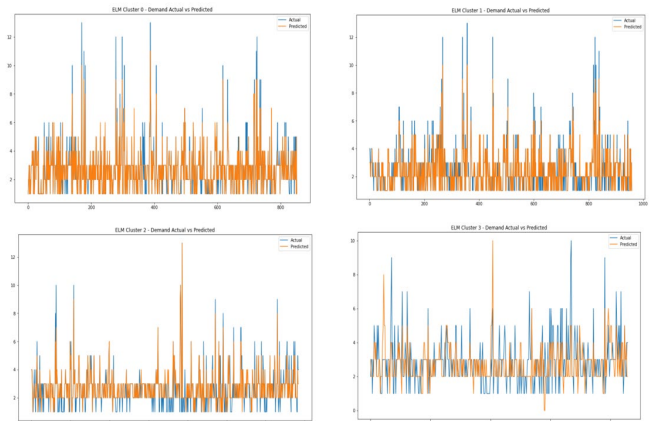 ELM Cluster 0 - Demand Actual vs Predicted
Actual
Predicted
12
10
8
6
4
2
0
200
400
600
800
ELM Cluster 1 - Demand Actual vs Predicted
Actual
Predicted
12
10
8
6
4
2
0
200
400
600
800
1000
ELM Cluster 2 - Demand Actual vs Predicted
Actual
Predicted
12
10
8
6
4
2
ELM Cluster 3 - Demand Actual vs Predicted
Actual
Predicted
10
8
6
4
2
0